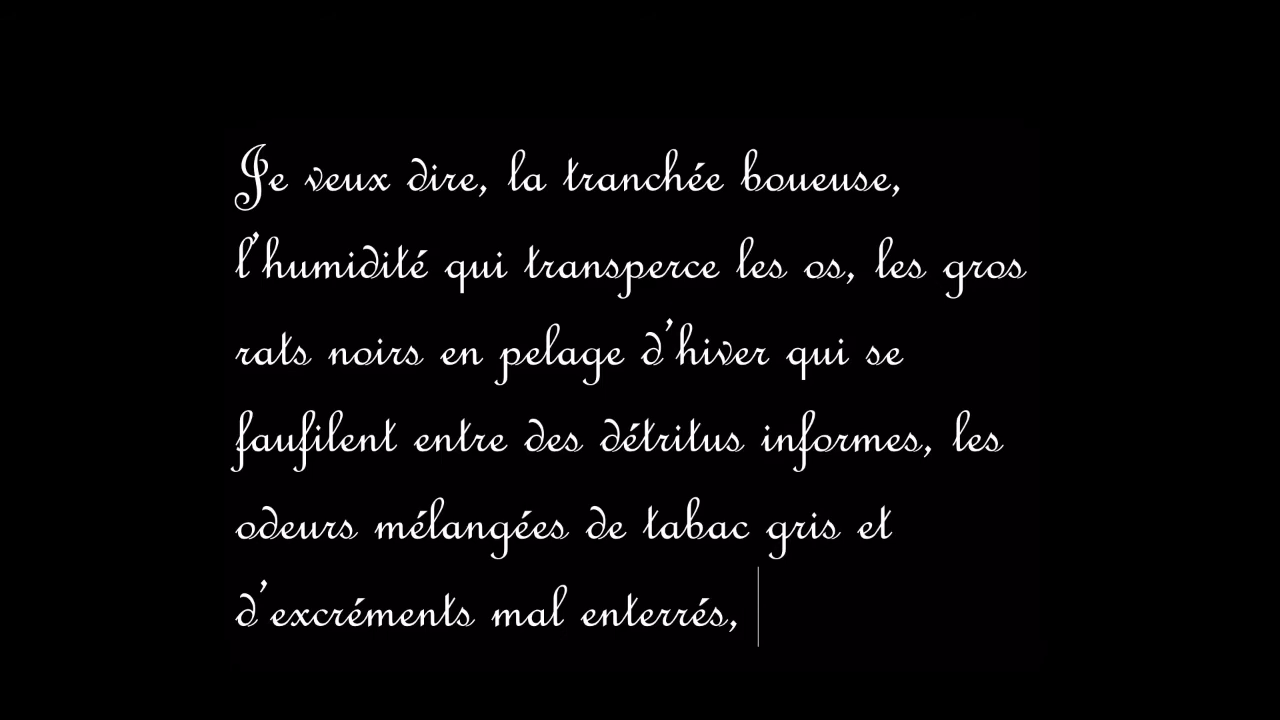 Je veux dire, la tranchée boueuse,
l'humidité qui transperce les os, les gros
rats noirs en pelage d'hiver qui se
faufilent entre des détritus informes, les
odeurs mélangées de tabac gris et
d'excréments mal enterrés,